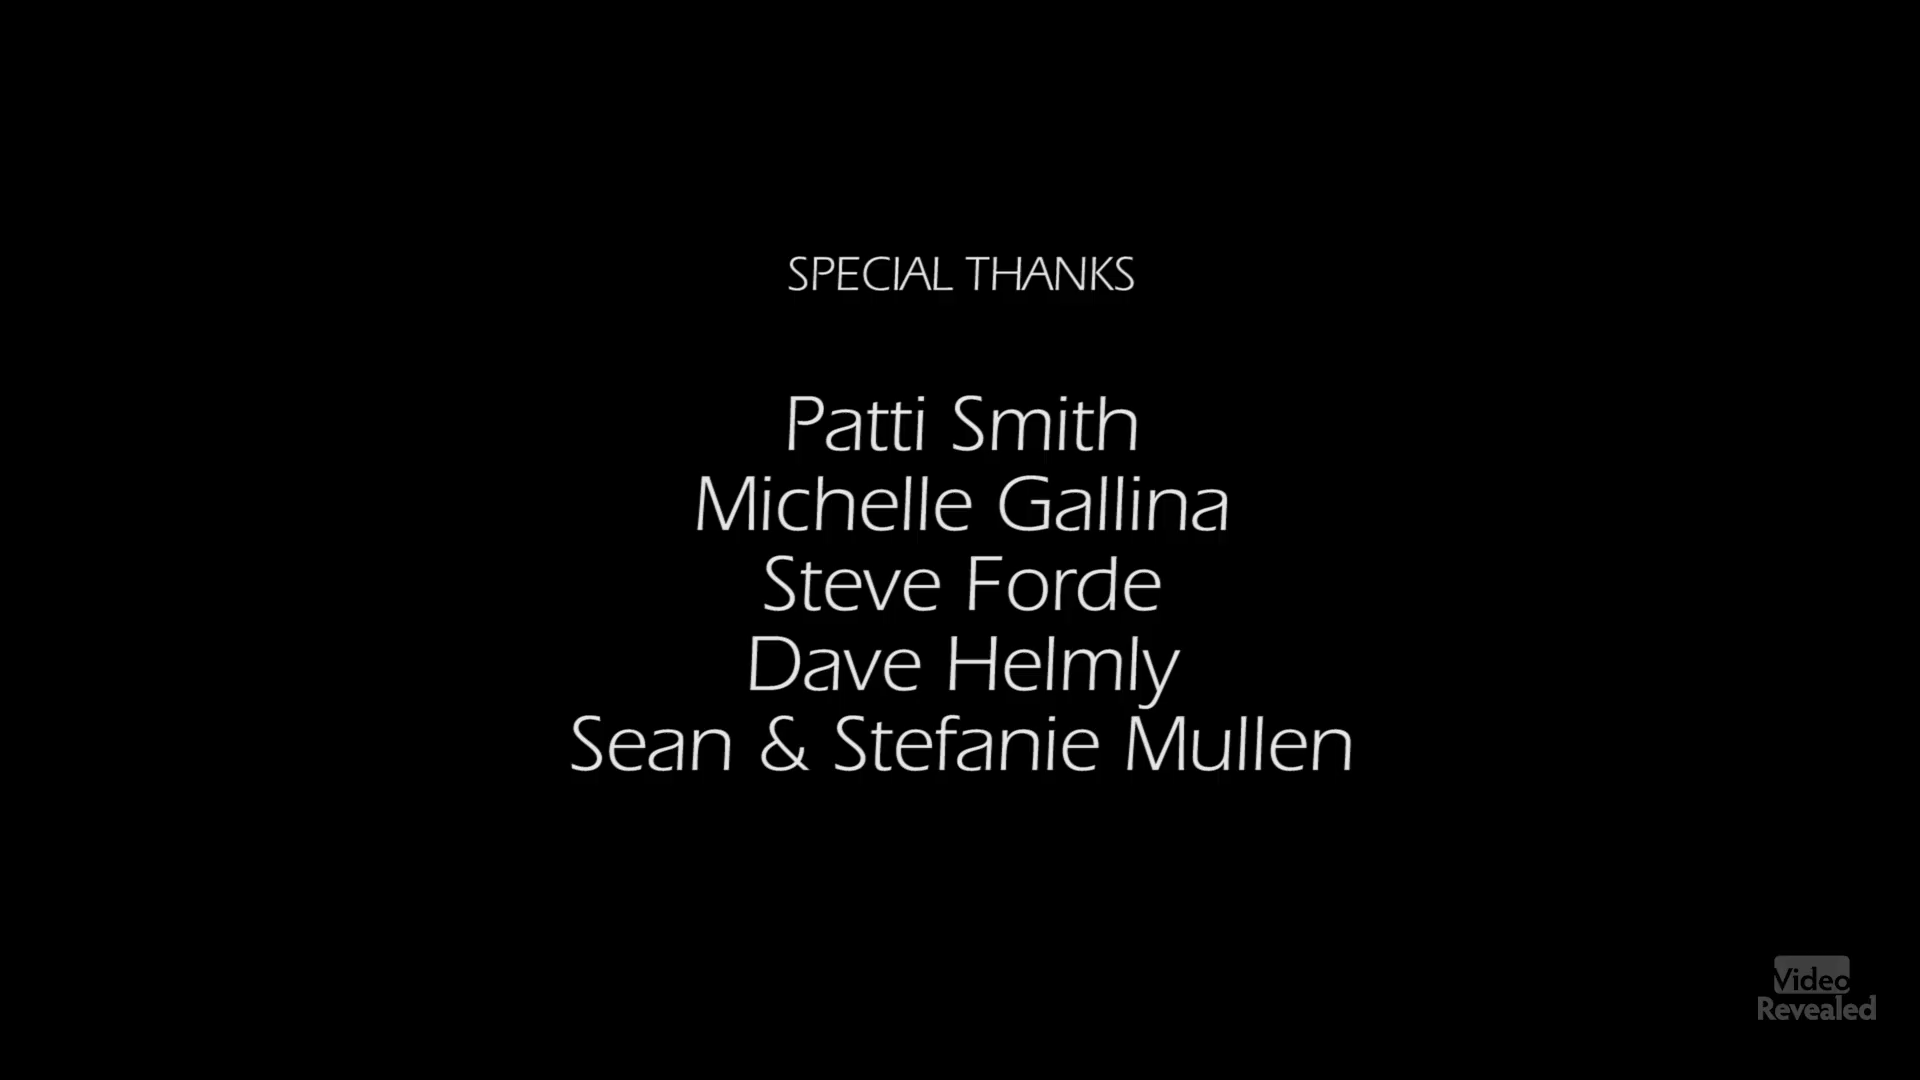 SPECIAL THANKS
Patti Smith
Michelle Gallina
Steve Forde
Dave Helmly
Sean & Stefanie Mullen
Video
Revealed